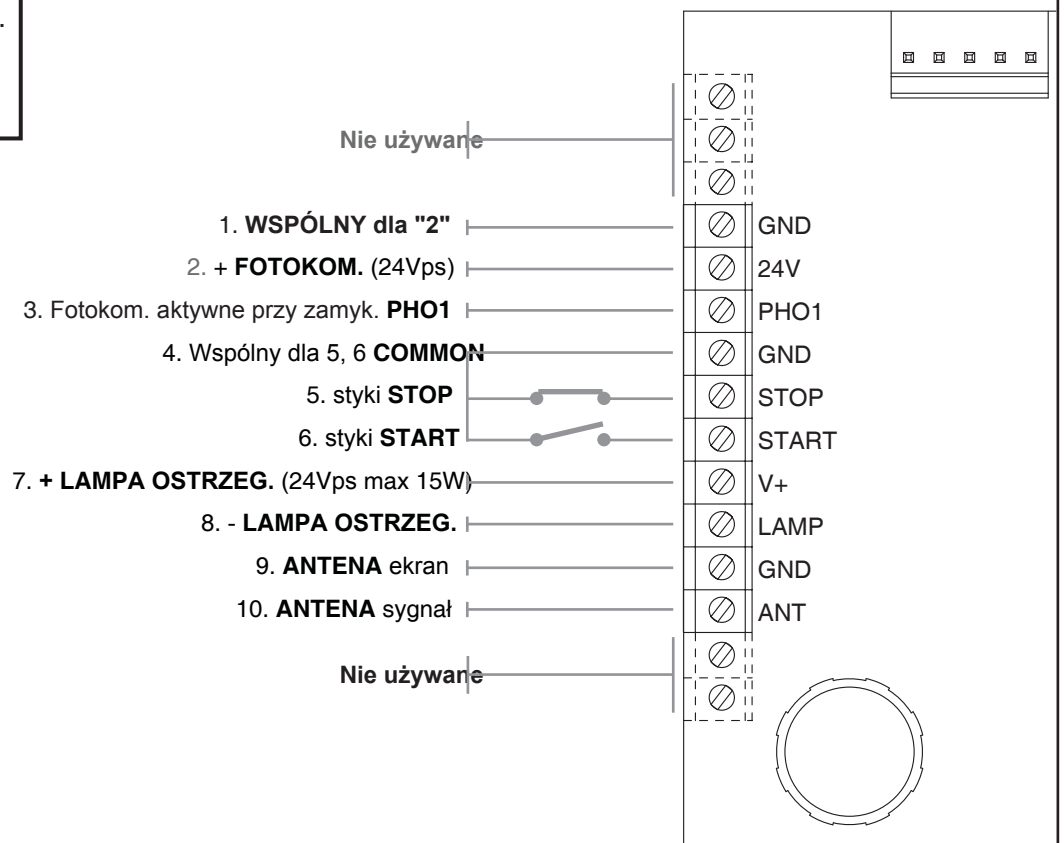 .
Nie używane
1. WSPÓLNY dla "2" GND
2. + FOTOKOM. (24Vps) 24V
3. Fotokom. aktywne przy zamyk. PHO1 PHO1
4. Wspólny dla 5, 6 COMMON GND
5. styki STOP STOP
6. styki START START
7. + LAMPA OSTRZEG. (24Vps max 15W) V+
8. - LAMPA OSTRZEG. LAMP
9. ANTENA ekran GND
10. ANTENA sygnał ANT
Nie używane